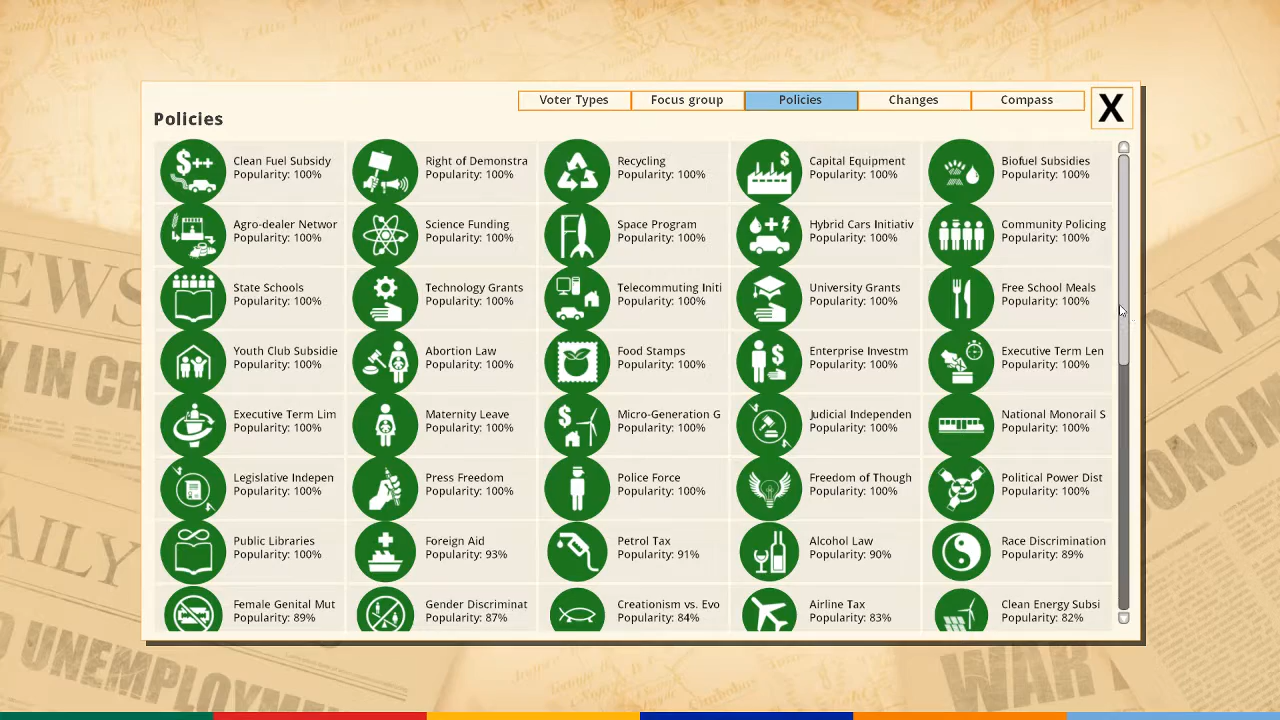 Voter Types
Focus group
Policies
Changes
Compass
X
Policies
Clean Fuel Subsidy
Popularity: 100%
Right of Demonstra
Popularity: 100%
Recycling
Popularity: 100%
Capital Equipment
Popularity: 100%
Biofuel Subsidies
Popularity: 100%
Agro-dealer Networ
Popularity: 100%
Science Funding
Popularity: 100%
Space Program
Popularity: 100%
Hybrid Cars Initiativ
Popularity: 100%
Community Policing
Popularity: 100%
State Schools
Popularity: 100%
Technology Grants
Popularity: 100%
Telecommuting Initi
Popularity: 100%
University Grants
Popularity: 100%
Free School Meals
Popularity: 100%
Youth Club Subsidie
Popularity: 100%
Abortion Law
Popularity: 100%
Food Stamps
Popularity: 100%
Enterprise Investm
Popularity: 100%
Executive Term Len
Popularity: 100%
Executive Term Lim
Popularity: 100%
Maternity Leave
Popularity: 100%
Micro-Generation G
Popularity: 100%
Judicial Independen
Popularity: 100%
National Monorail S
Popularity: 100%
Legislative Indepen
Popularity: 100%
Press Freedom
Popularity: 100%
Police Force
Popularity: 100%
Freedom of Though
Popularity: 100%
Political Power Dist
Popularity: 100%
Public Libraries
Popularity: 100%
Foreign Aid
Popularity: 93%
Petrol Tax
Popularity: 91%
Alcohol Law
Popularity: 90%
Race Discrimination
Popularity: 89%
Female Genital Mut
Popularity: 89%
Gender Discriminat
Popularity: 87%
Creationism vs. Evo
Popularity: 84%
Airline Tax
Popularity: 83%
Clean Energy Subsi
Popularity: 82%